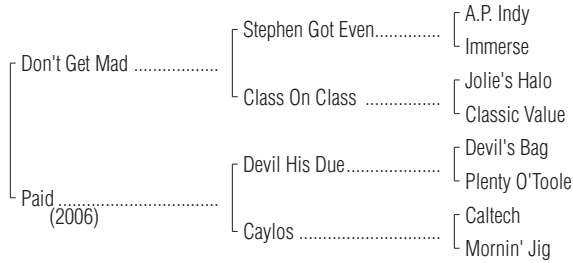 A.P. Indy
Stephen Got Even..............
Immerse
Don't Get Mad .................
Jolie's Halo
Class On Class ...............
Classic Value
Devil's Bag
Devil His Due...................
Plenty O'Toole
Paid ................................
(2006)
Caltech
Caylos ............................
Mornin' Jig